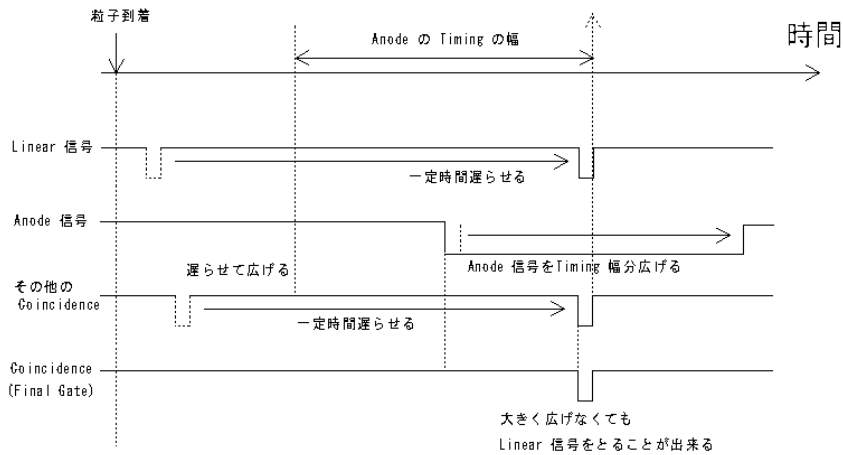 粒子到着
Anode の Timing の幅
時間
Linear 信号
一定時間遅らせる
Anode 信号
遅らせて広げる
Anode 信号をTiming 幅分広げる
その他の
Coincidence
一定時間遅らせる
Coincidence
(Final Gate)
大きく広げなくても
Linear 信号をとることが出来る